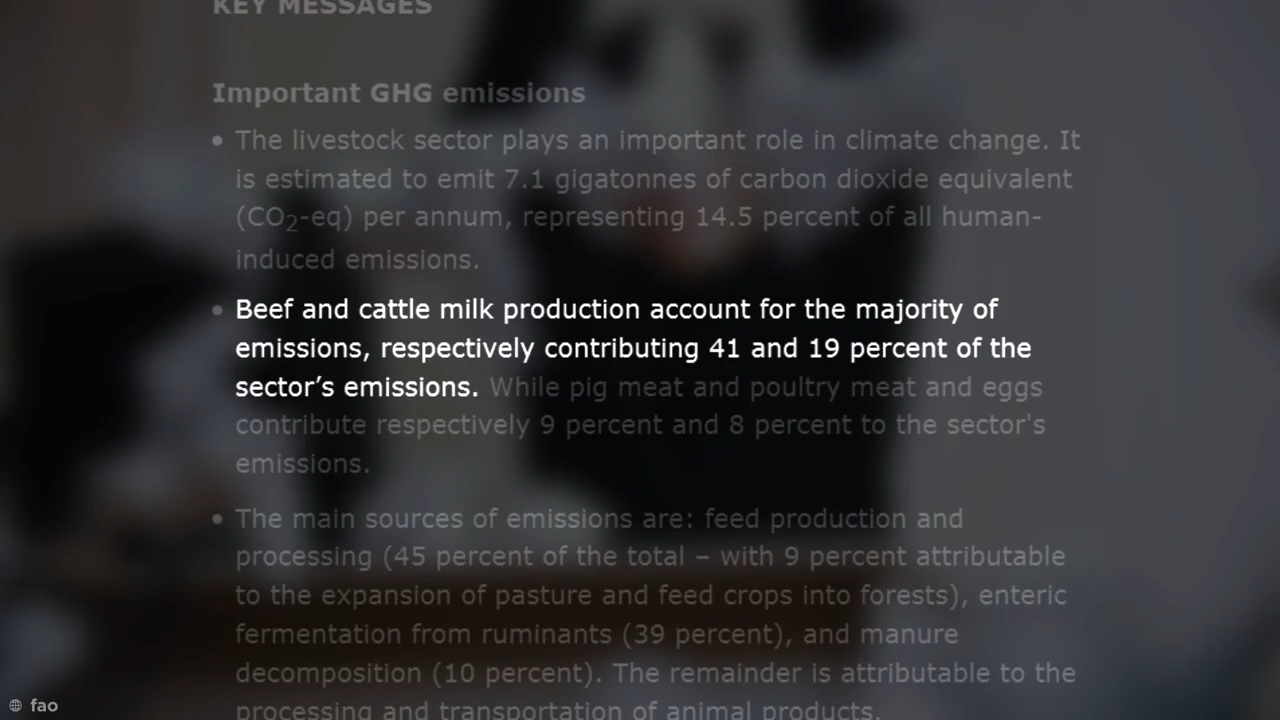 KEY MESSAGES
Important GHG emissions
• The livestock sector plays an important role in climate change. It
is estimated to emit 7.1 gigatonnes of carbon dioxide equivalent
(CO₂-eq) per annum, representing 14.5 percent of all human-
induced emissions.
• Beef and cattle milk production account for the majority of
emissions, respectively contributing 41 and 19 percent of the
sector’s emissions. While pig meat and poultry meat and eggs
contribute respectively 9 percent and 8 percent to the sector's
emissions.
• The main sources of emissions are: feed production and
processing (45 percent of the total – with 9 percent attributable
to the expansion of pasture and feed crops into forests), enteric
fermentation from ruminants (39 percent), and manure
decomposition (10 percent). The remainder is attributable to the
processing and transportation of animal products.
fao